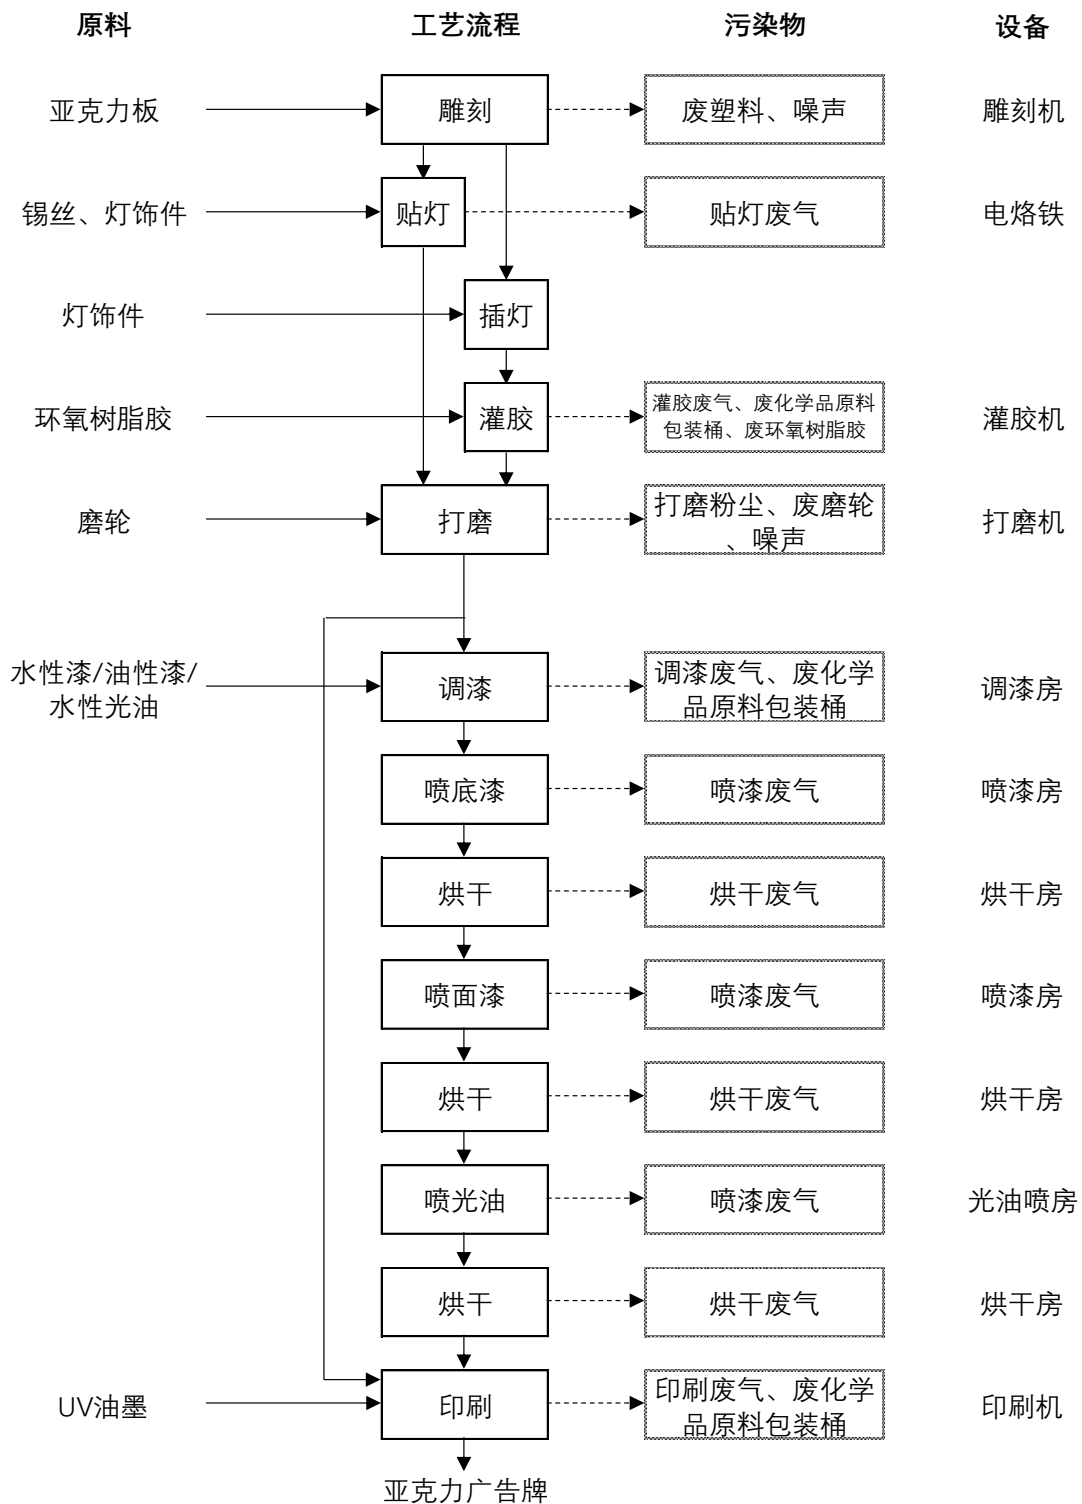 原料 工艺流程 污染物 设备
亚克力板 雕刻 废塑料、噪声 雕刻机
锡丝、灯饰件 贴灯 贴灯废气 电烙铁
灯饰件 插灯
环氧树脂胶 灌胶 灌胶废气、废化学品原料
包装桶、废环氧树脂胶 灌胶机
磨轮 打磨 打磨粉尘、废磨轮
、噪声 打磨机
水性漆/油性漆/
水性光油 调漆 调漆废气、废化学
品原料包装桶 调漆房
喷底漆 喷漆废气 喷漆房
烘干 烘干废气 烘干房
喷面漆 喷漆废气 喷漆房
烘干 烘干废气 烘干房
喷光油 喷漆废气 光油喷房
烘干 烘干废气 烘干房
UV油墨 印刷 印刷废气、废化学
品原料包装桶 印刷机
亚克力广告牌